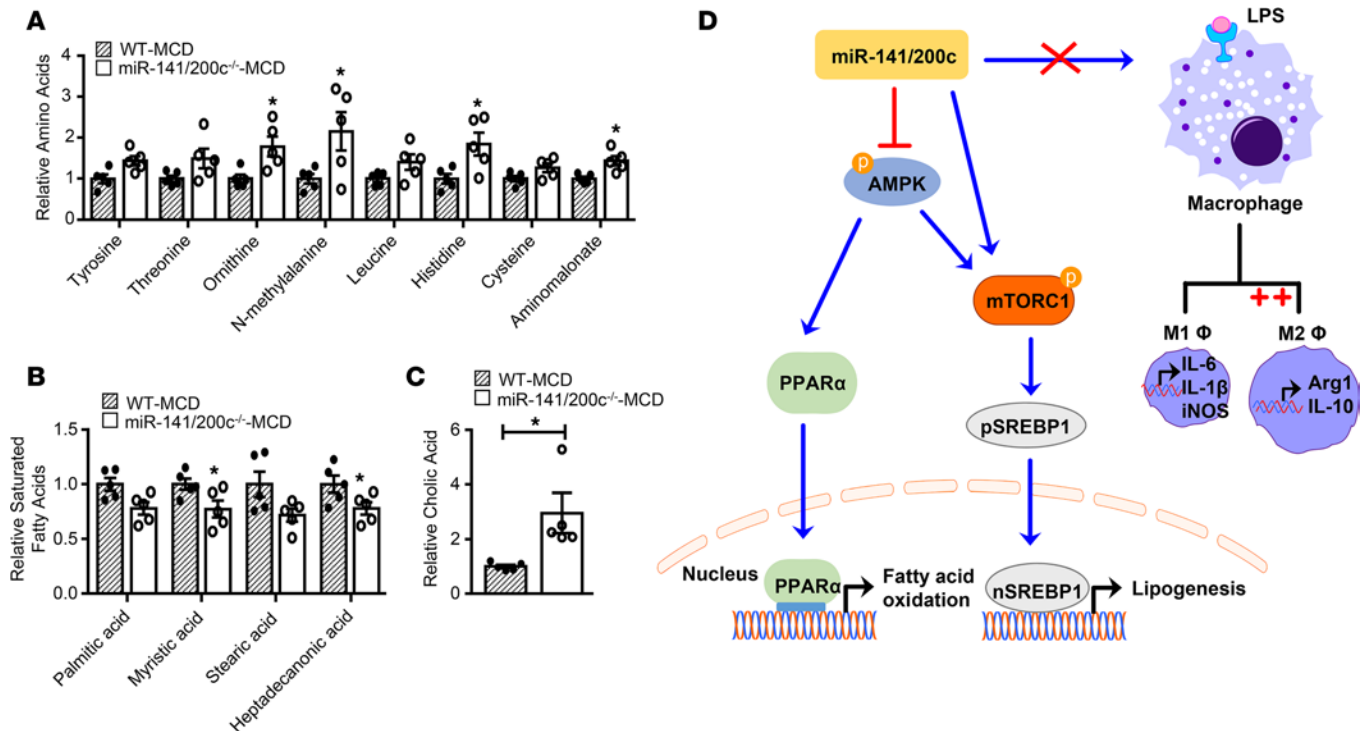 A
WT-MCD
miR-141/200c-/--MCD
Relative Amino Acids
4
3
2
1
0
*
*
*
*
Tyrosine
Threonine
Ornithine
N-methylalanine
Leucine
Histidine
Cysteine
Aminomalonate
B
WT-MCD
miR-141/200c-/--MCD
Relative Saturated
Fatty Acids
1.5
1.0
0.5
0.0
*
*
Palmitic acid
Myristic acid
Stearic acid
Heptadecanonic acid
C
WT-MCD
miR-141/200c-/--MCD
Relative Cholic Acid
6
4
2
0
*
D
miR-141/200c
LPS
p
AMPK
Macrophage
p
mTORC1
++
M1 Φ
IL-6
IL-1β
iNOS
M2 Φ
Arg1
IL-10
PPARα
pSREBP1
Nucleus
PPARα
Fatty acid
oxidation
nSREBP1
Lipogenesis